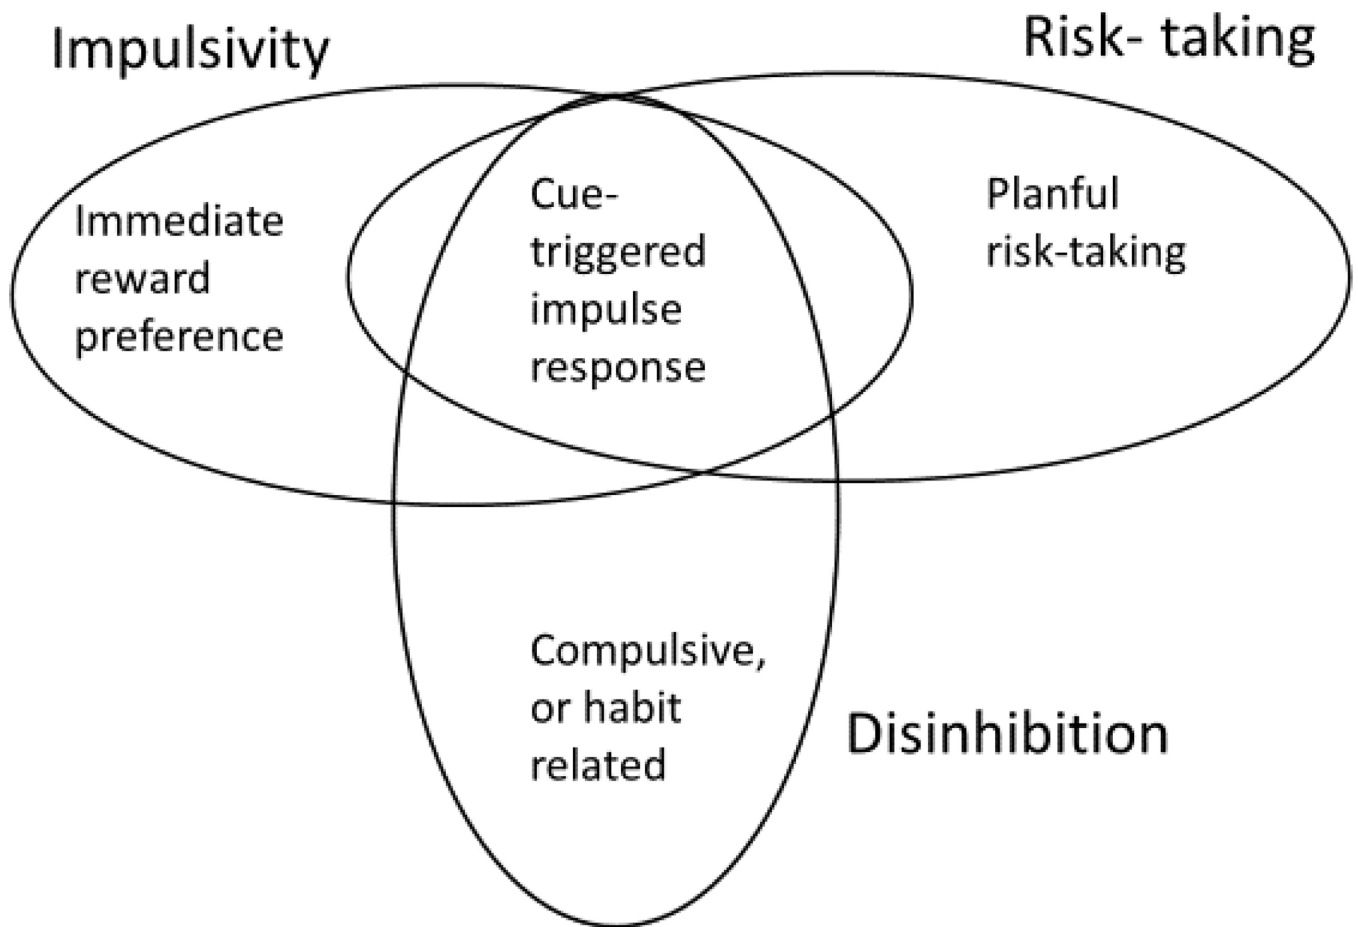 Impulsivity
Risk- taking
Immediate
reward
preference
Cue-
triggered
impulse
response
Planful
risk-taking
Compulsive,
or habit
related
Disinhibition